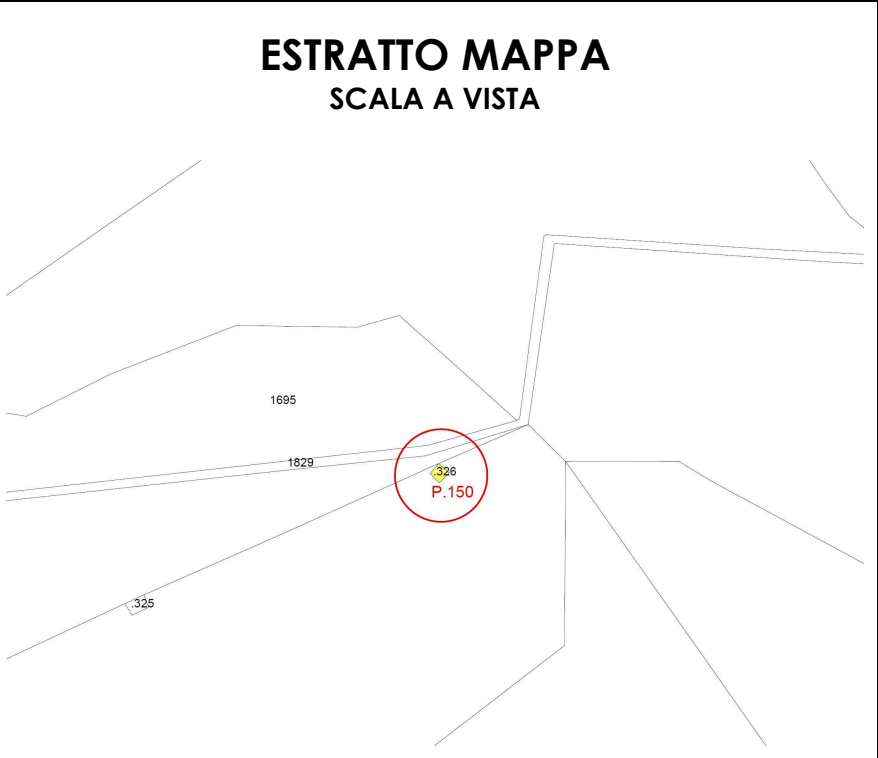 ESTRATTO MAPPA
SCALA A VISTA
1695
1829
.326
P.150
.325